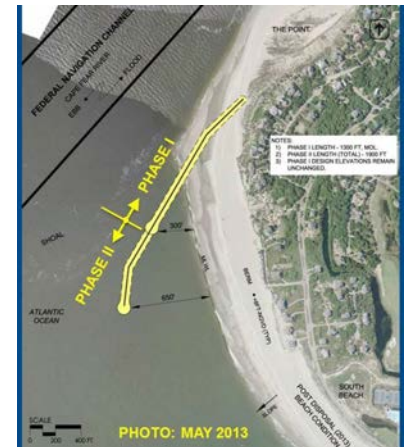 THE POINT
FEDERAL NAVIGATION CHANNEL
CAPE FEAR RIVER
EBB
FLOOD
NOTES:
1) PHASE I LENGTH - 1300 FT, MOL.
2) PHASE II LENGTH (TOTAL) - 1900 FT
3) PHASE I DESIGN ELEVATIONS REMAIN
UNCHANGED.
PHASE I
PHASE II
300'
SHOAL
M.H.
650'
BERM
ATLANTIC
OCEAN
SLOPE
POST DISPOSAL (2013)
BEACH CONDITION
SOUTH
BEACH
SCALE
0 200 400 FT
PHOTO: MAY 2013